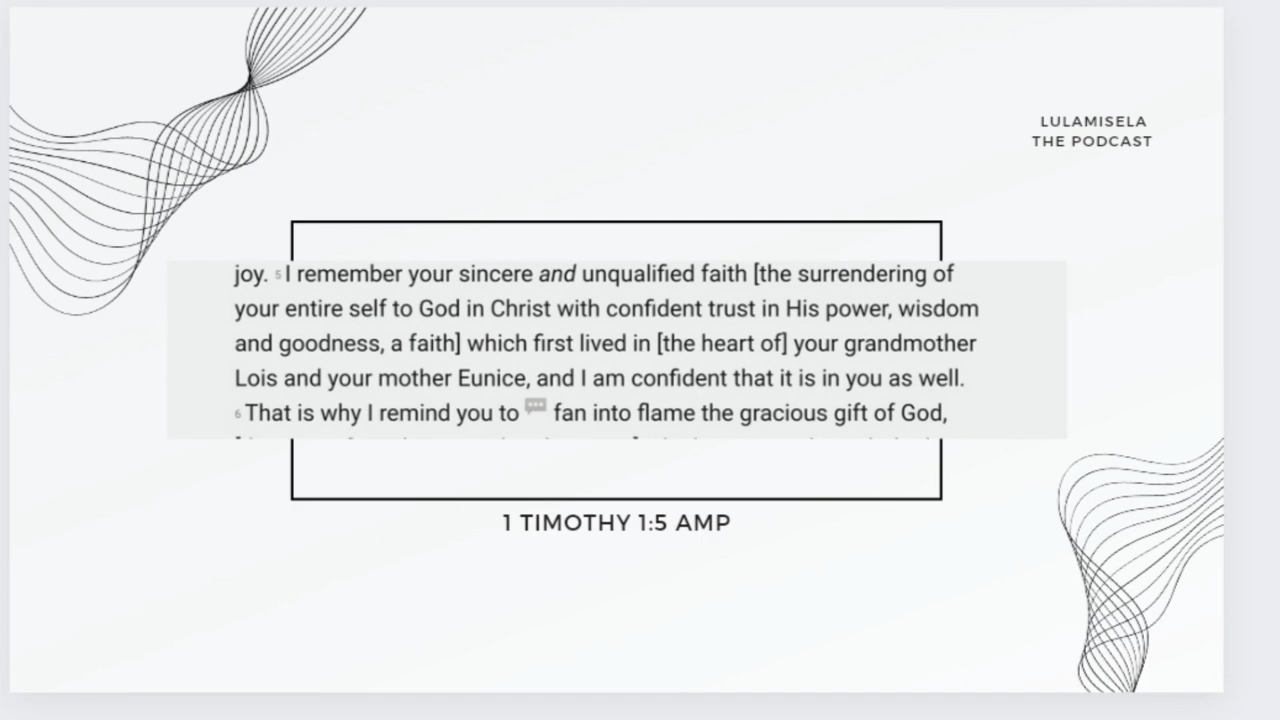 LULAMISELA
THE PODCAST
joy. 5 I remember your sincere and unqualified faith [the surrendering of
your entire self to God in Christ with confident trust in His power, wisdom
and goodness, a faith] which first lived in [the heart of] your grandmother
Lois and your mother Eunice, and I am confident that it is in you as well.
6 That is why I remind you to fan into flame the gracious gift of God,
1 TIMOTHY 1:5 AMP